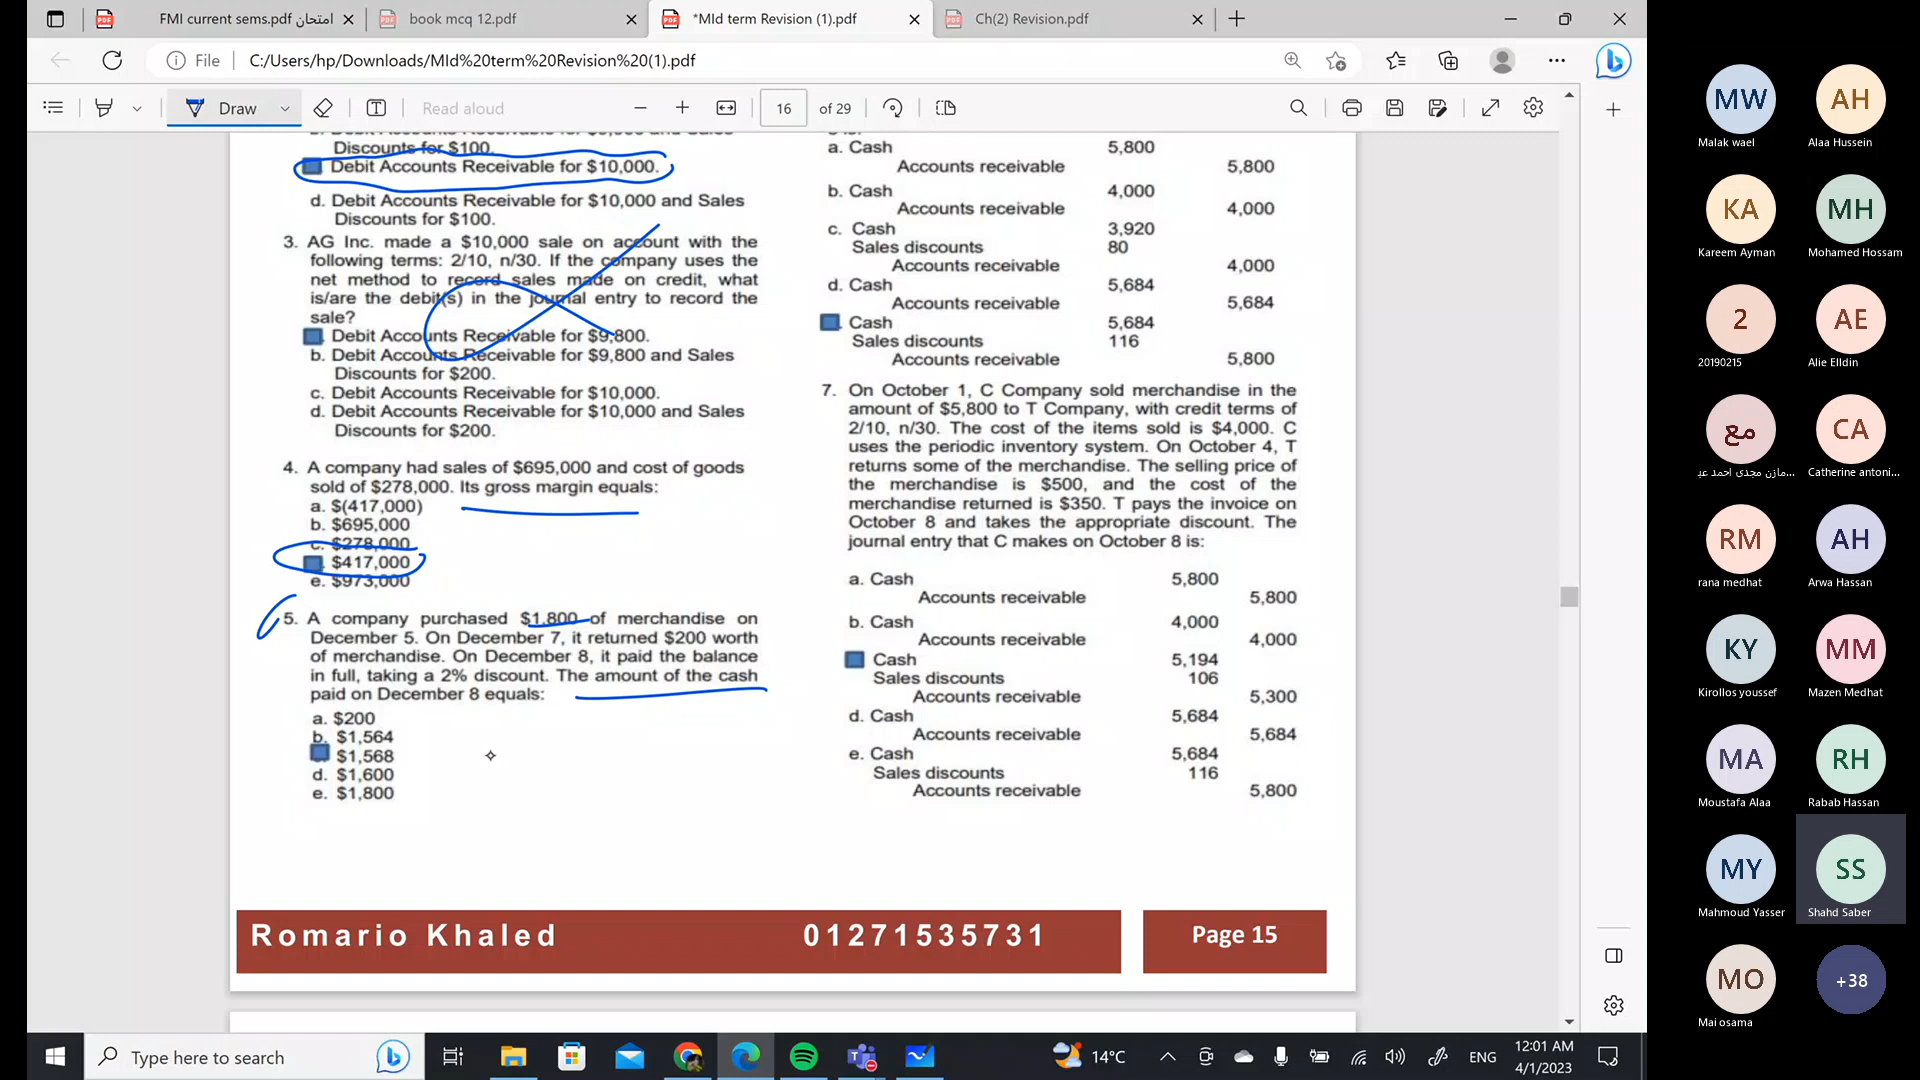 FMI current sems.pdf امتحان
book mcq 12.pdf
*MId term Revision (1).pdf
Ch(2) Revision.pdf
File
C:/Users/hp/Downloads/MId%20term%20Revision%20(1).pdf
Draw
Read aloud
16
of 29
Discounts for $100.
Debit Accounts Receivable for $10,000.
d. Debit Accounts Receivable for $10,000 and Sales
Discounts for $100.
3. AG Inc. made a $10,000 sale on account with the
following terms: 2/10, n/30. If the company uses the
net method to record sales made on credit, what
is/are the debit(s) in the journal entry to record the
sale?
Debit Accounts Receivable for $9,800.
b. Debit Accounts Receivable for $9,800 and Sales
Discounts for $200.
c. Debit Accounts Receivable for $10,000.
d. Debit Accounts Receivable for $10,000 and Sales
Discounts for $200.
4. A company had sales of $695,000 and cost of goods
sold of $278,000. Its gross margin equals:
a. $(417,000)
b. $695,000
c. $278,000
$417,000
e. $973,000
5. A company purchased $1,800 of merchandise on
December 5. On December 7, it returned $200 worth
of merchandise. On December 8, it paid the balance
in full, taking a 2% discount. The amount of the cash
paid on December 8 equals:
a. $200
b. $1,564
$1,568
d. $1,600
e. $1,800
a. Cash 5,800
Accounts receivable 5,800
b. Cash 4,000
Accounts receivable 4,000
c. Cash 3,920
Sales discounts 80
Accounts receivable 4,000
d. Cash 5,684
Accounts receivable 5,684
Cash 5,684
Sales discounts 116
Accounts receivable 5,800
7. On October 1, C Company sold merchandise in the
amount of $5,800 to T Company, with credit terms of
2/10, n/30. The cost of the items sold is $4,000. C
uses the periodic inventory system. On October 4, T
returns some of the merchandise. The selling price of
the merchandise is $500, and the cost of the
merchandise returned is $350. T pays the invoice on
October 8 and takes the appropriate discount. The
journal entry that C makes on October 8 is:
a. Cash 5,800
Accounts receivable 5,800
b. Cash 4,000
Accounts receivable 4,000
Cash 5,194
Sales discounts 106
Accounts receivable 5,300
d. Cash 5,684
Accounts receivable 5,684
e. Cash 5,684
Sales discounts 116
Accounts receivable 5,800
Romario Khaled 01271535731 Page 15
MW
Malak wael
AH
Alaa Hussein
KA
Kareem Ayman
MH
Mohamed Hossam
2
20190215
AE
Alie Elldin
مع
مازن مجدى احمد عبد...
CA
Catherine antoni...
RM
rana medhat
AH
Arwa Hassan
KY
Kirollos youssef
MM
Mazen Medhat
MA
Moustafa Alaa
RH
Rabab Hassan
MY
Mahmoud Yasser
SS
Shahd Saber
MO
Mai osama
+38
Type here to search
14°C
ENG
12:01 AM
4/1/2023